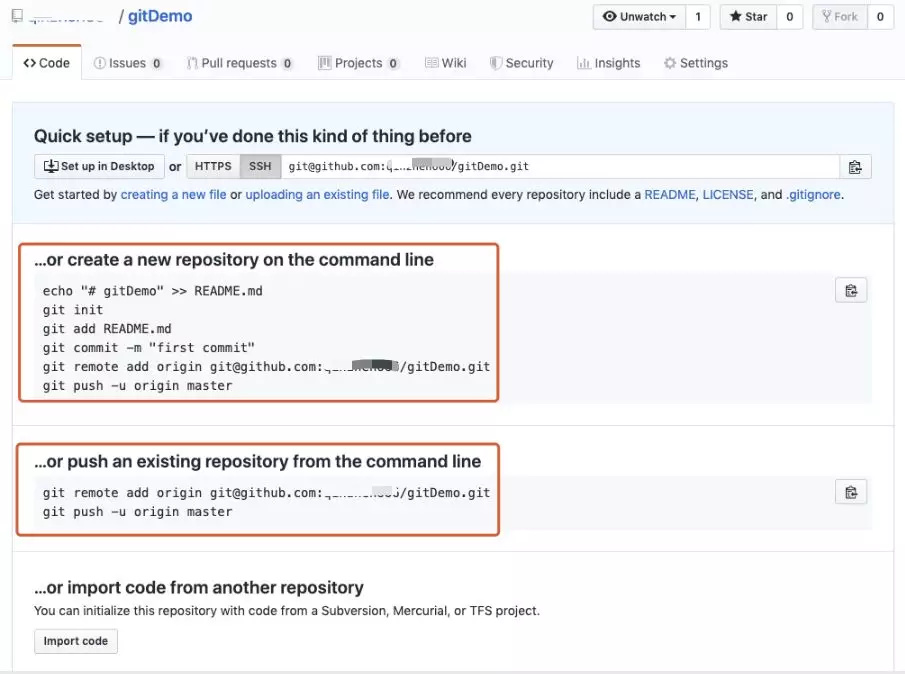 / gitDemo
Unwatch 1 Star 0 Fork 0
Code Issues 0 Pull requests 0 Projects 0 Wiki Security Insights Settings
Quick setup — if you’ve done this kind of thing before
Set up in Desktop or HTTPS SSH git@github.com: /gitDemo.git
Get started by creating a new file or uploading an existing file. We recommend every repository include a README, LICENSE, and .gitignore.
…or create a new repository on the command line
echo "# gitDemo" >> README.md
git init
git add README.md
git commit -m "first commit"
git remote add origin git@github.com: /gitDemo.git
git push -u origin master
…or push an existing repository from the command line
git remote add origin git@github.com: /gitDemo.git
git push -u origin master
…or import code from another repository
You can initialize this repository with code from a Subversion, Mercurial, or TFS project.
Import code